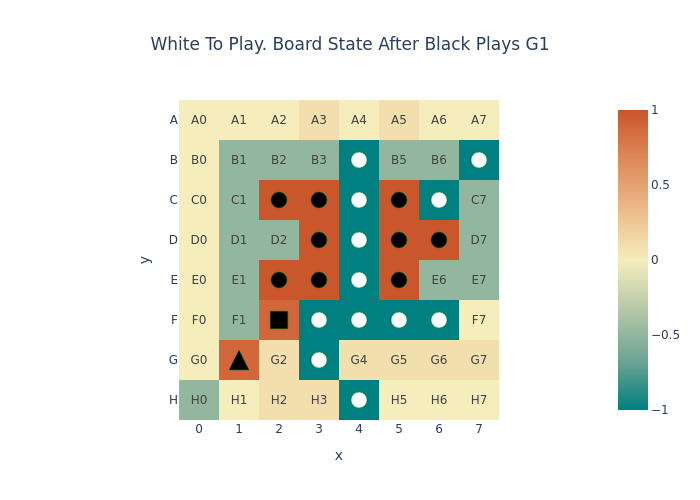 White To Play. Board State After Black Plays G1
A A0 A1 A2 A3 A4 A5 A6 A7
B B0 B1 B2 B3 B5 B6
C C0 C1 C7
D D0 D1 D2 D7
E E0 E1 E6 E7
F F0 F1 F7
G G0 G2 G4 G5 G6 G7
H H0 H1 H2 H3 H5 H6 H7
0 1 2 3 4 5 6 7
x
y
1
0.5
0
−0.5
−1